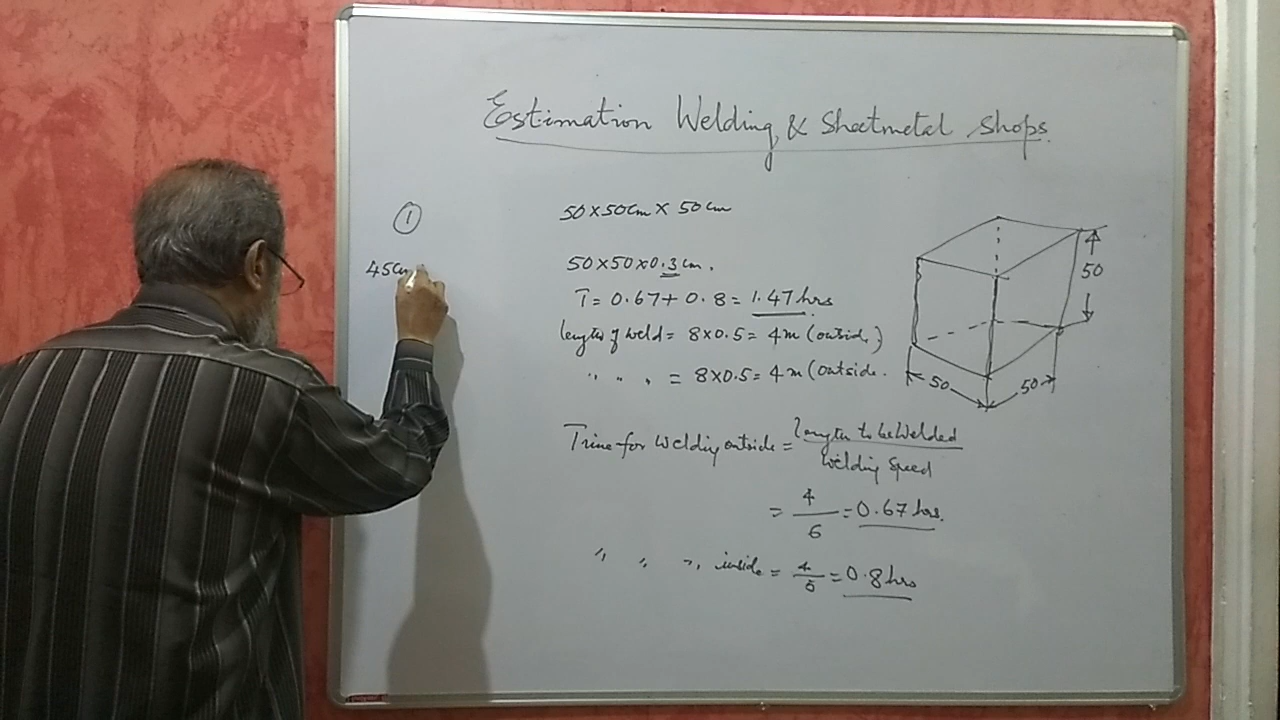 Estimation Welding & Sheetmetal Shops.
①
45cm
50×50cm × 50cm
50×50×0.3cm.
T = 0.67+ 0.8 = 1.47 hrs
length of weld = 8×0.5 = 4m (outside)
" " " = 8×0.5 = 4m (outside.
Time for Welding outside = length to be Welded
Welding Speed
= 4/6 = 0.67 hrs.
" " " inside = 4/5 = 0.8 hrs
50
50
50